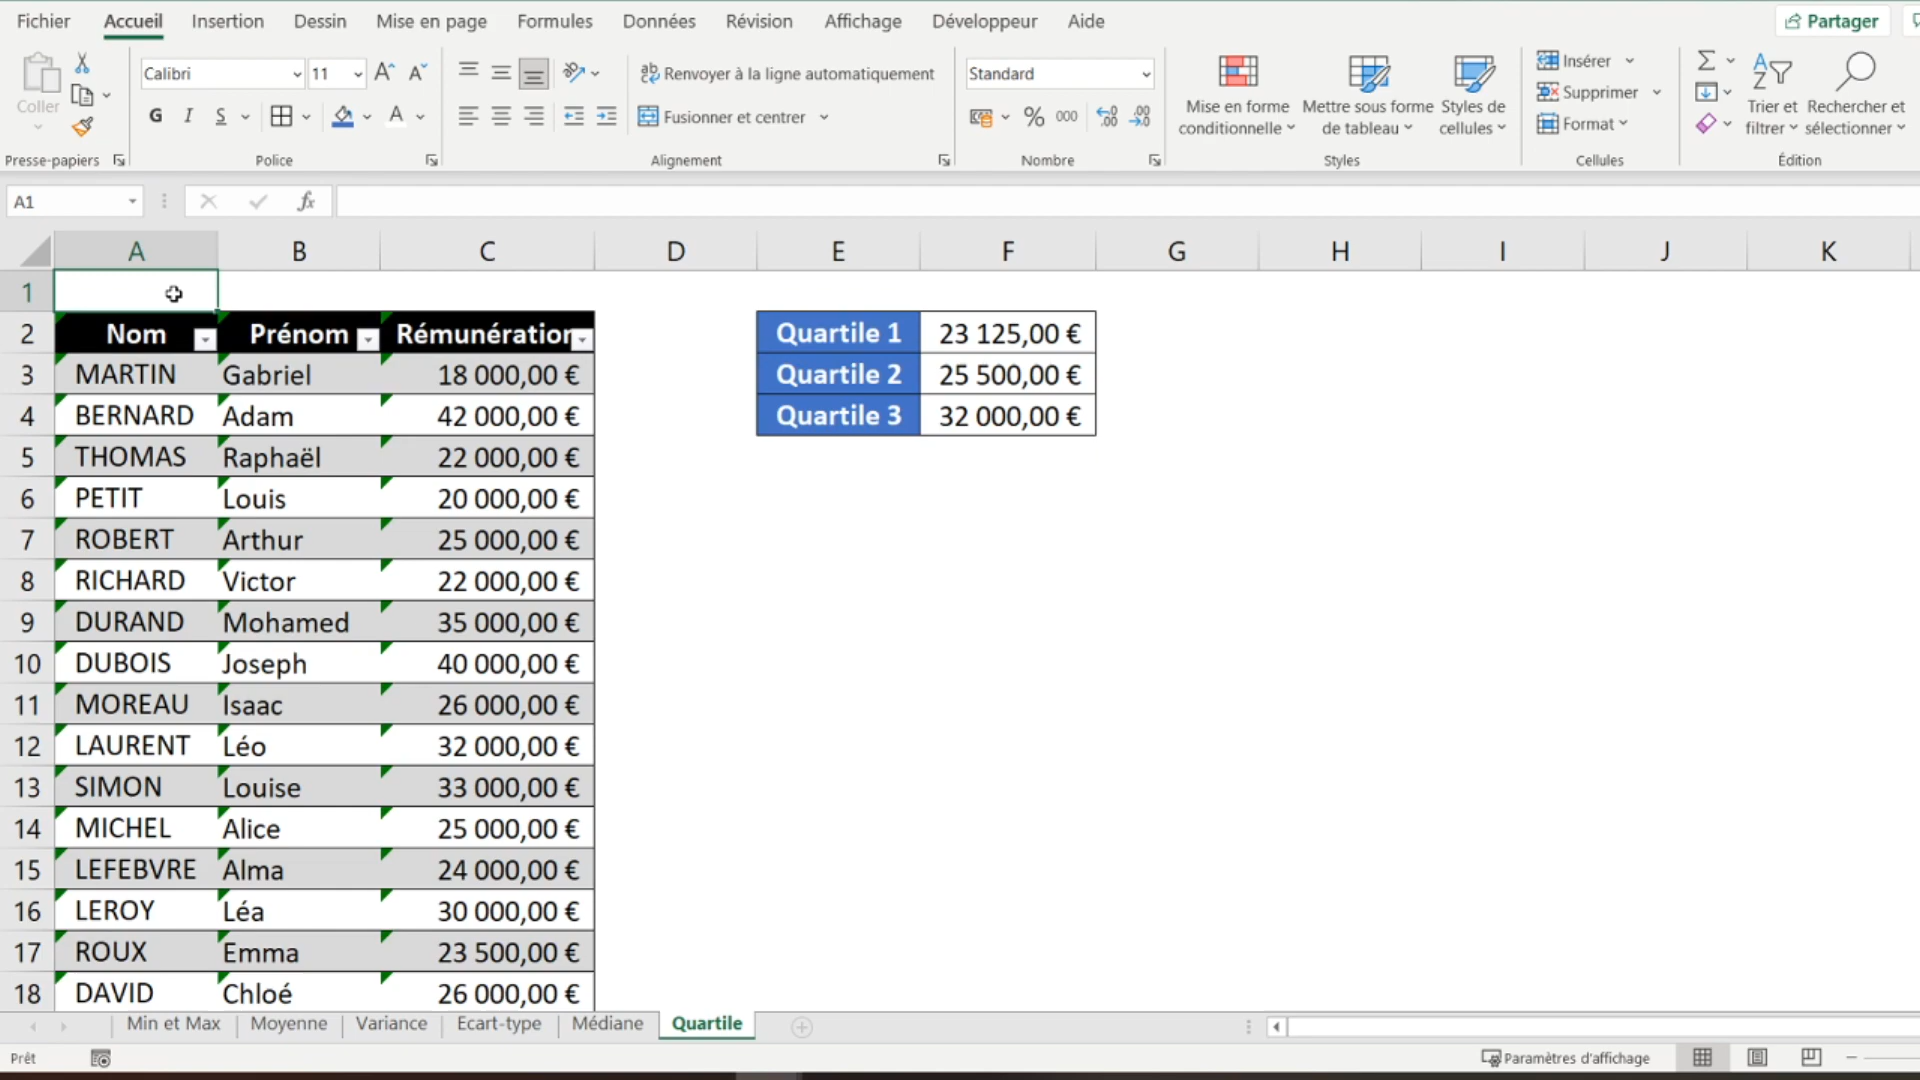 Fichier Accueil Insertion Dessin Mise en page Formules Données Révision Affichage Développeur Aide Partager
Coller
Calibri 11
G I S
A
Renvoyer à la ligne automatiquement
Fusionner et centrer
Standard
% 000
Mise en forme conditionnelle
Mettre sous forme de tableau
Styles de cellules
Insérer
Supprimer
Format
Trier et filtrer
Rechercher et sélectionner
Presse-papiers Police Alignement Nombre Styles Cellules Édition
A1 fx
A B C D E F G H I J K
1
2 Nom Prénom Rémunération Quartile 1 23 125,00 €
3 MARTIN Gabriel 18 000,00 € Quartile 2 25 500,00 €
4 BERNARD Adam 42 000,00 € Quartile 3 32 000,00 €
5 THOMAS Raphaël 22 000,00 €
6 PETIT Louis 20 000,00 €
7 ROBERT Arthur 25 000,00 €
8 RICHARD Victor 22 000,00 €
9 DURAND Mohamed 35 000,00 €
10 DUBOIS Joseph 40 000,00 €
11 MOREAU Isaac 26 000,00 €
12 LAURENT Léo 32 000,00 €
13 SIMON Louise 33 000,00 €
14 MICHEL Alice 25 000,00 €
15 LEFEBVRE Alma 24 000,00 €
16 LEROY Léa 30 000,00 €
17 ROUX Emma 23 500,00 €
18 DAVID Chloé 26 000,00 €
Min et Max Moyenne Variance Ecart-type Médiane Quartile
Prêt Paramètres d'affichage